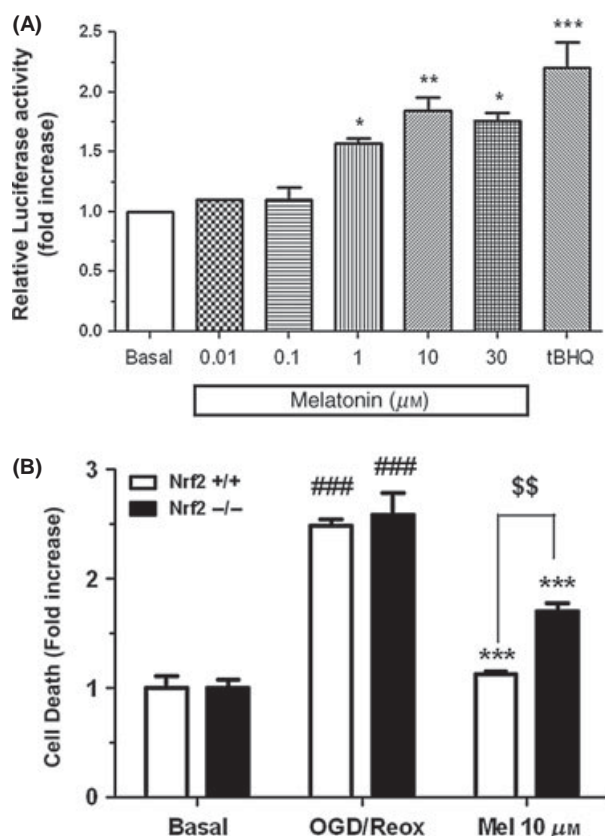 (A)
Relative Luciferase activity
(fold increase)
2.5
2.0
1.5
1.0
0.5
0.0
*
**
*
***
Basal 0.01 0.1 1 10 30 tBHQ
Melatonin (µM)
(B)
Cell Death (Fold increase)
3
2
1
0
Nrf2 +/+
Nrf2 −/−
### ###
$$
*** ***
Basal OGD/Reox Mel 10 µM